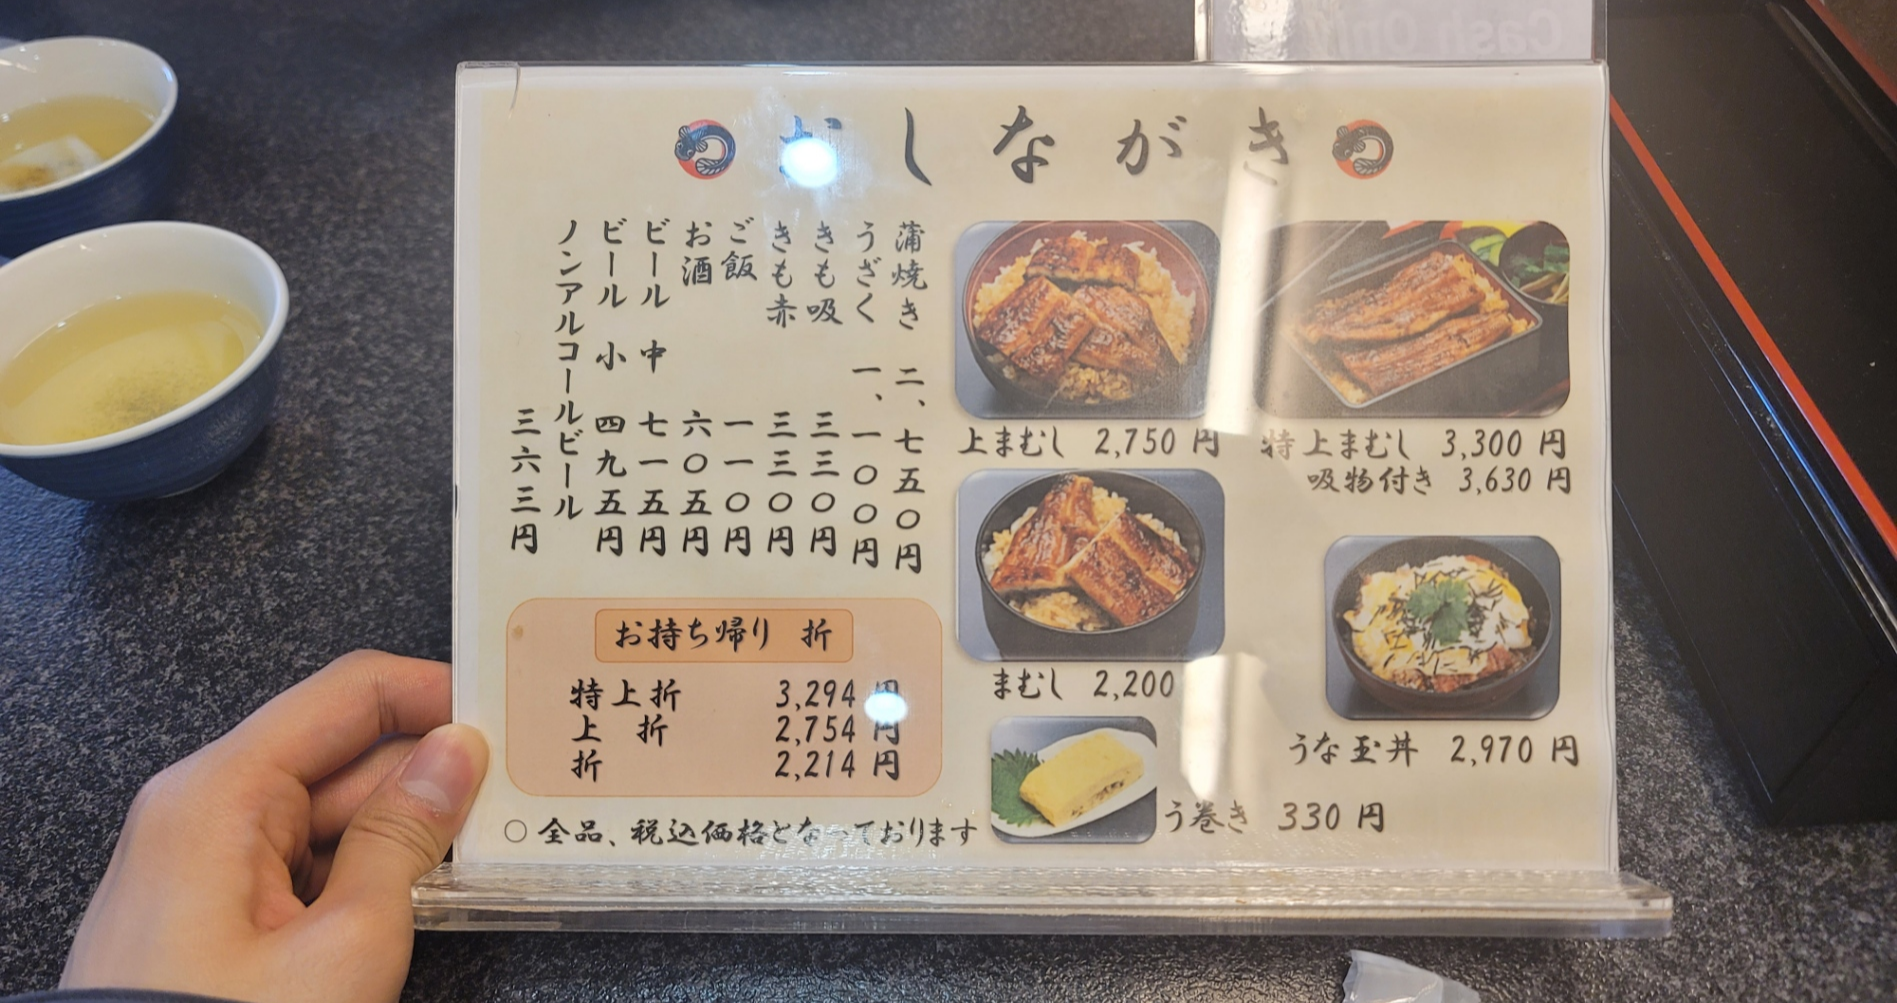 おしながき
蒲焼き 二、七五〇円
うざく 一、一〇〇円
きも吸 三三〇円
きも赤 三三〇円
ご飯 一一〇円
お酒 六〇五円
ビール 中 七一五円
ビール 小 四九五円
ノンアルコールビール 三六三円
上まむし 2,750 円
特上まむし 3,300 円
吸物付き 3,630 円
まむし 2,200
うな玉丼 2,970 円
う巻き 330 円
お持ち帰り 折
特上折 3,294 円
上 折 2,754 円
折 2,214 円
○ 全品、税込価格となっております
Cash Only